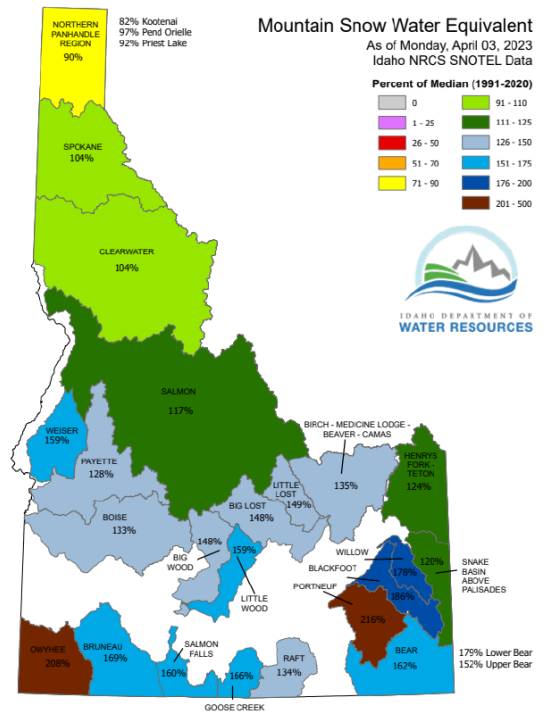 Mountain Snow Water Equivalent
As of Monday, April 03, 2023
Idaho NRCS SNOTEL Data
Percent of Median (1991-2020)
0
1 - 25
26 - 50
51 - 70
71 - 90
91 - 110
111 - 125
126 - 150
151 - 175
176 - 200
201 - 500
IDAHO DEPARTMENT OF
WATER RESOURCES
NORTHERN
PANHANDLE
REGION
90%
82% Kootenai
97% Pend Orielle
92% Priest Lake
SPOKANE
104%
CLEARWATER
104%
SALMON
117%
WEISER
159%
PAYETTE
128%
BOISE
133%
BIG LOST
148%
LITTLE
LOST
149%
BIRCH - MEDICINE LODGE -
BEAVER - CAMAS
135%
HENRYS
FORK -
TETON
124%
148%
BIG
WOOD
159%
LITTLE
WOOD
WILLOW
178%
BLACKFOOT
186%
120%
SNAKE
BASIN
ABOVE
PALISADES
PORTNEUF
216%
OWYHEE
208%
BRUNEAU
169%
SALMON
FALLS
160%
166%
GOOSE CREEK
RAFT
134%
BEAR
162%
179% Lower Bear
152% Upper Bear